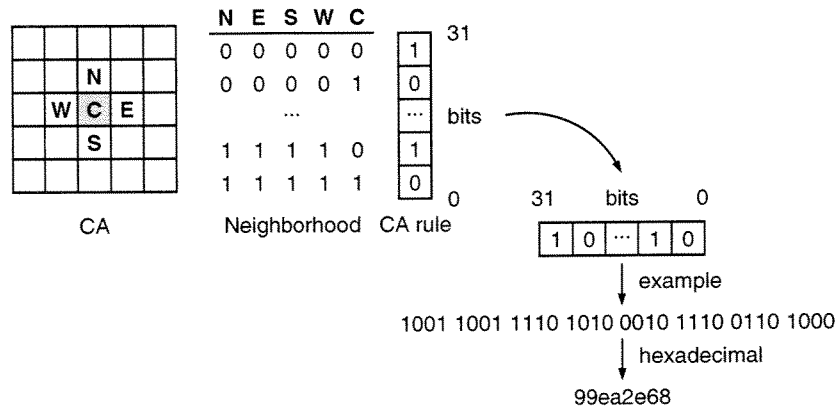 N E S W C
0 0 0 0 0 1 31
0 0 0 0 1 0
... ... bits
1 1 1 1 0 1
1 1 1 1 1 0 0
N
W C E
S
CA
Neighborhood
CA rule
31 bits 0
1 0 ... 1 0
example
1001 1001 1110 1010 0010 1110 0110 1000
hexadecimal
99ea2e68